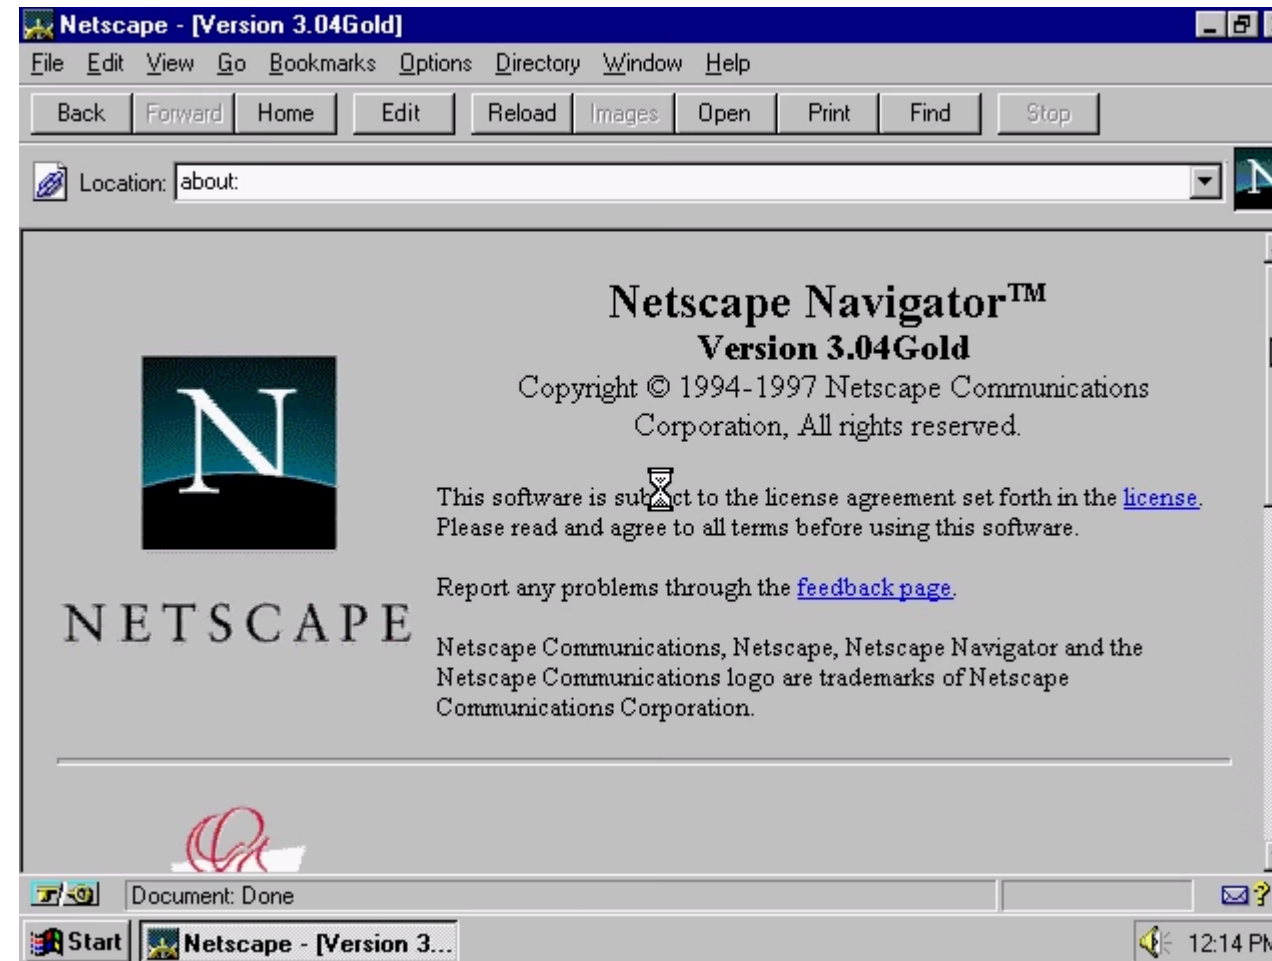 Netscape - [Version 3.04Gold]
File Edit View Go Bookmarks Options Directory Window Help
Back Forward Home Edit Reload Images Open Print Find Stop
Location: about: N
Netscape Navigator™
Version 3.04Gold
Copyright © 1994-1997 Netscape Communications
Corporation, All rights reserved.
N
NETSCAPE
This software is subject to the license agreement set forth in the license.
Please read and agree to all terms before using this software.
Report any problems through the feedback page.
Netscape Communications, Netscape, Netscape Navigator and the
Netscape Communications logo are trademarks of Netscape
Communications Corporation.
Document: Done ?
Start Netscape - [Version 3... 12:14 PM